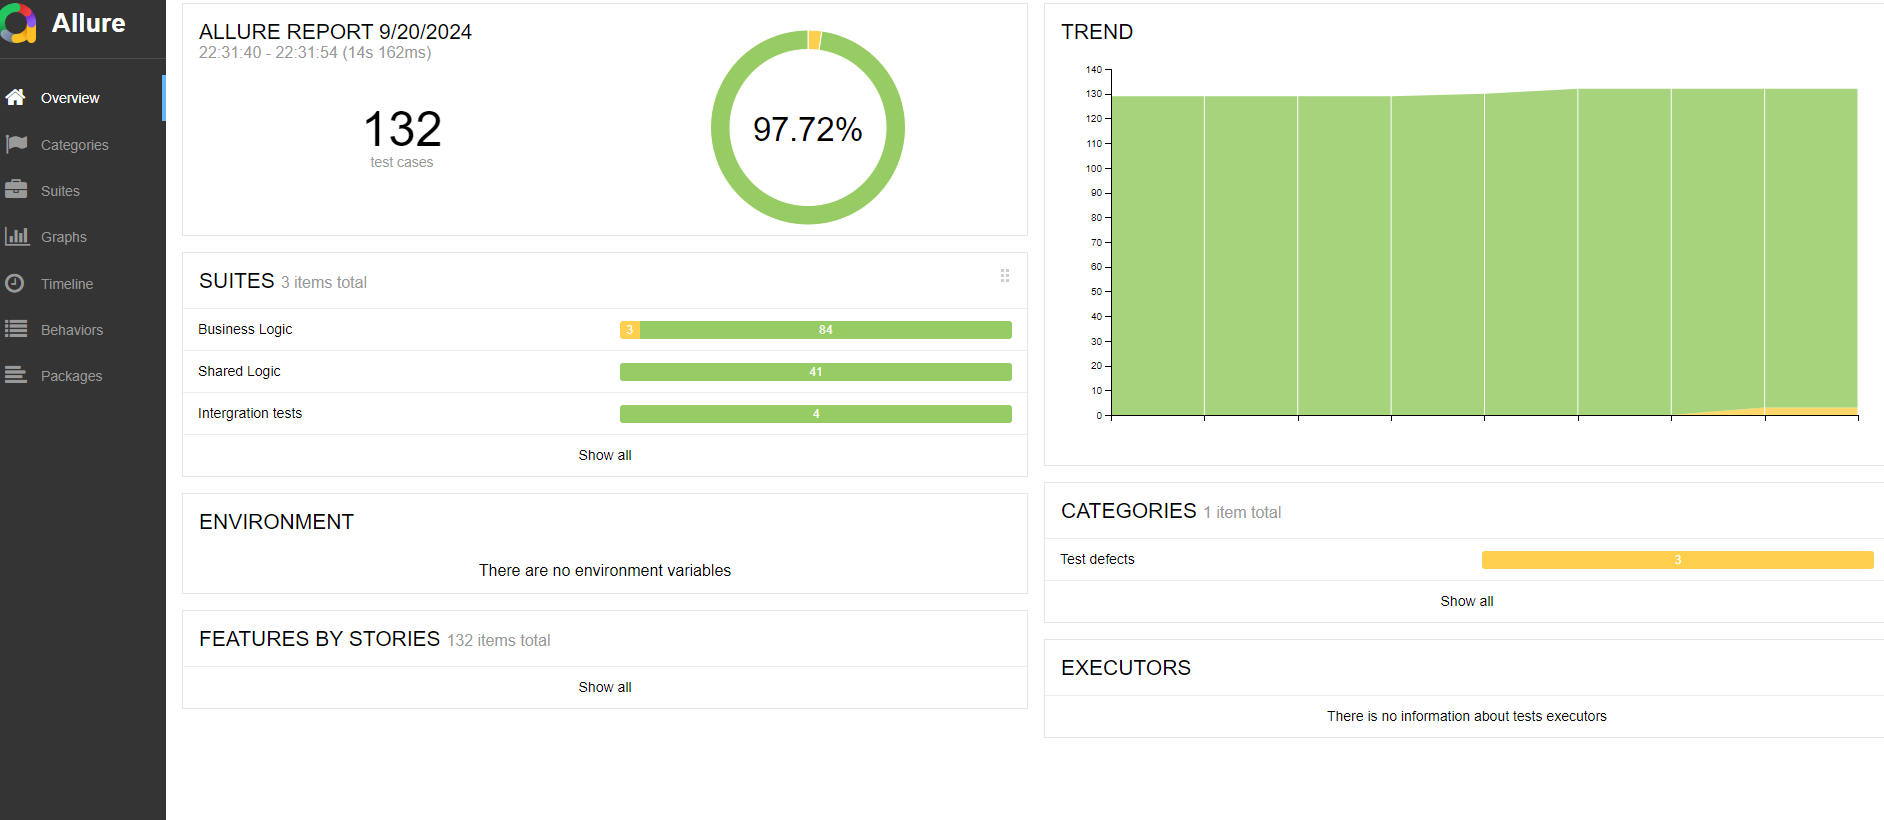 Allure
Overview
Categories
Suites
Graphs
Timeline
Behaviors
Packages
ALLURE REPORT 9/20/2024
22:31:40 - 22:31:54 (14s 162ms)
132
test cases
97.72%
SUITES 3 items total
Business Logic 3 84
Shared Logic 41
Intergration tests 4
Show all
ENVIRONMENT
There are no environment variables
FEATURES BY STORIES 132 items total
Show all
TREND
140
130
120
110
100
90
80
70
60
50
40
30
20
10
0
CATEGORIES 1 item total
Test defects 3
Show all
EXECUTORS
There is no information about tests executors